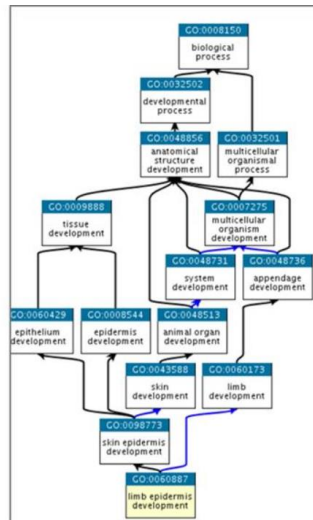 GO:0008150
biological
process
GO:0032502
developmental
process
GO:0048856
anatomical
structure
development
GO:0032501
multicellular
organismal
process
GO:0009888
tissue
development
GO:0007275
multicellular
organism
development
GO:0048731
system
development
GO:0048736
appendage
development
GO:0060429
epithelium
development
GO:0008544
epidermis
development
GO:0048513
animal organ
development
GO:0043588
skin
development
GO:0060173
limb
development
GO:0098773
skin epidermis
development
GO:0060887
limb epidermis
development